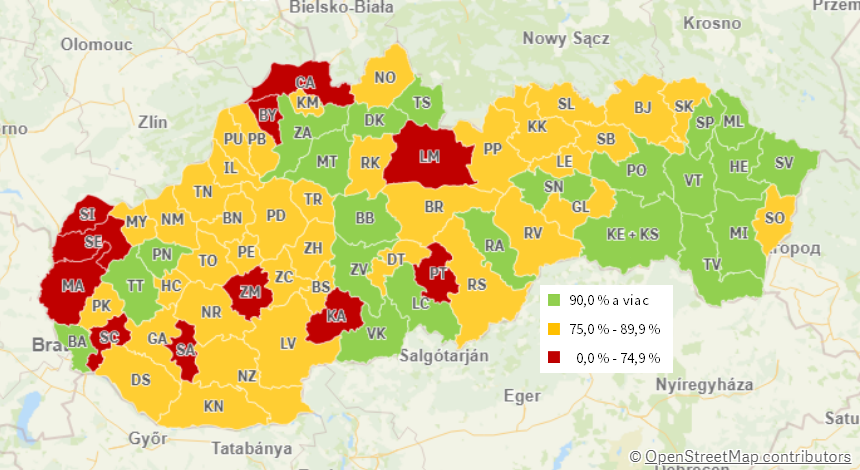 Bielsko-Biała
Przem
Krosno
Olomouc
Nowy Sącz
CA
NO
KM
TS
SL
BJ
SK
BY
rno
Zlín
DK
KK
SP
ML
PU
PB
ZA
SB
MT
RK
LM
PP
LE
HE
SV
IL
PO
VT
TN
TR
SN
SI
MY
NM
BN
PD
BB
BR
GL
SO
SE
RV
KE + KS
MI
PN
TO
PE
ZH
RA
город
DT
TV
MA
TT
HC
ZC
ZV
PT
ZM
BS
RS
PK
NR
LC
90,0 % a viac
KA
75,0 % - 89,9 %
Brat
BA
SC
GA
SA
LV
VK
0,0 % - 74,9 %
Salgótarján
DS
NZ
Nyíregyháza
Eger
KN
Satu
Győr
Tatabánya
© OpenStreetMap contributors
Debrecen